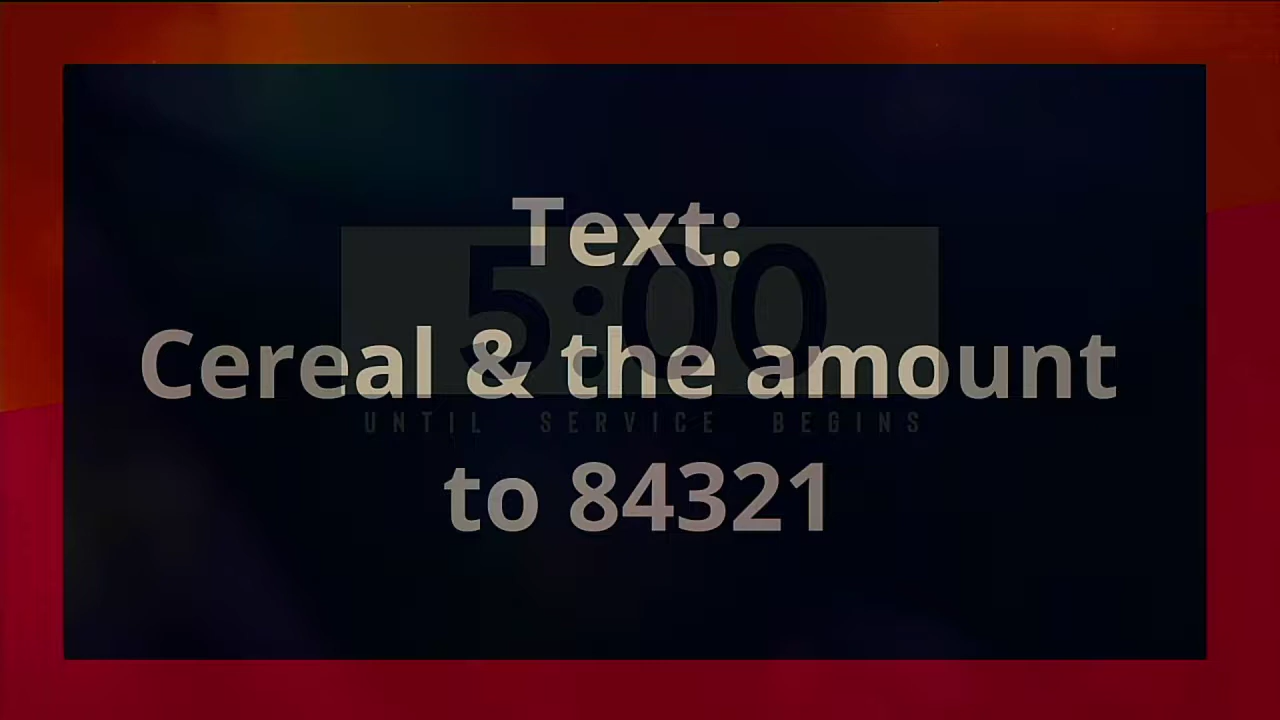 Text:
5:00
Cereal & the amount
UNTIL SERVICE BEGINS
to 84321